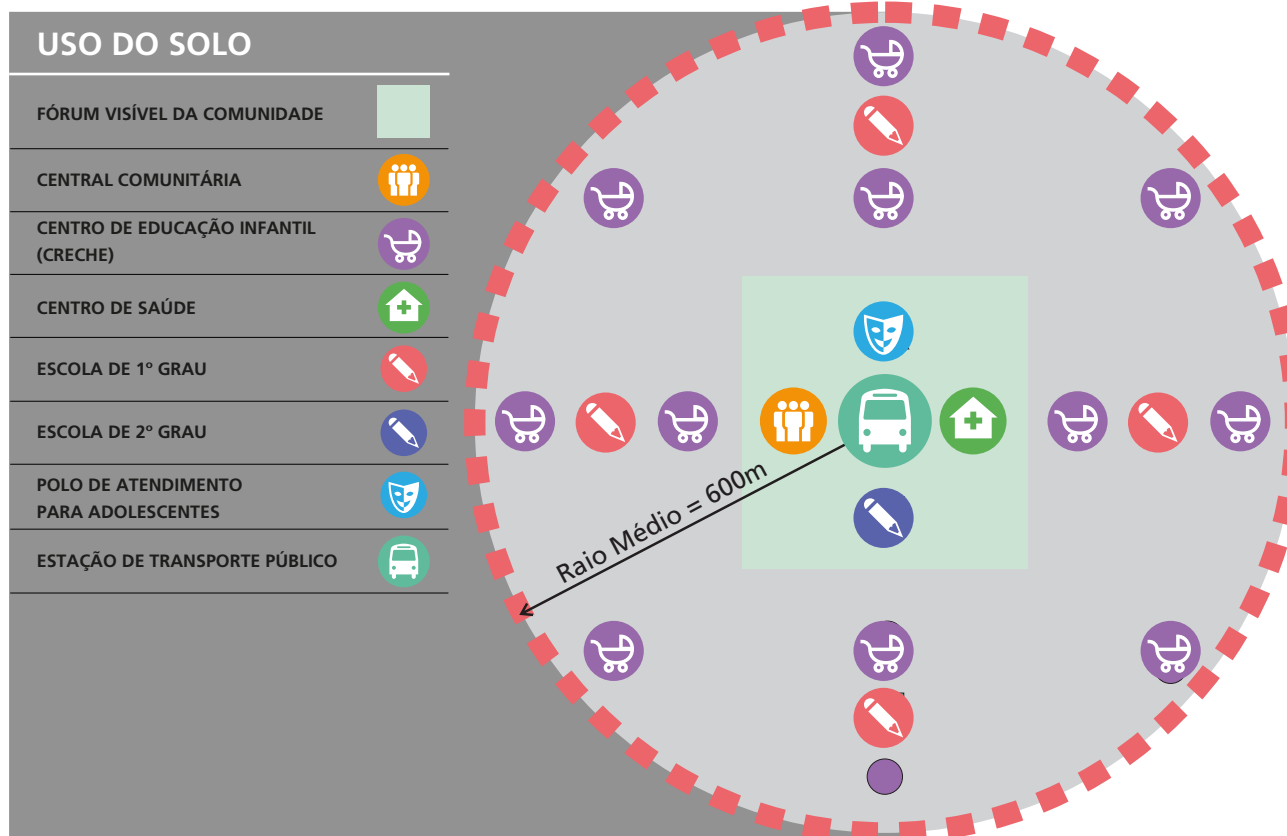 USO DO SOLO
FÓRUM VISÍVEL DA COMUNIDADE
CENTRAL COMUNITÁRIA
CENTRO DE EDUCAÇÃO INFANTIL
(CRECHE)
CENTRO DE SAÚDE
ESCOLA DE 1º GRAU
ESCOLA DE 2º GRAU
POLO DE ATENDIMENTO
PARA ADOLESCENTES
ESTAÇÃO DE TRANSPORTE PÚBLICO
Raio Médio = 600m